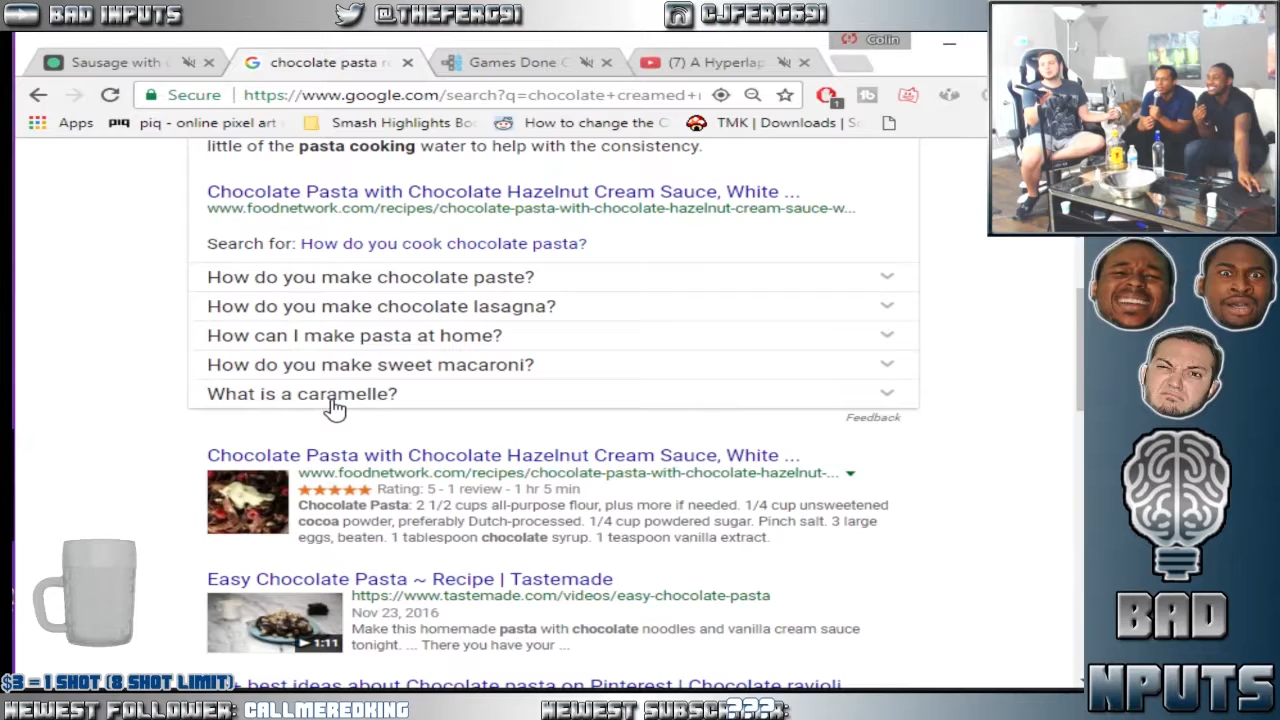 BAD INPUTS
@THEFERG91
CJFERG691
Colin
Sausage with
chocolate pasta r
Games Done
(7) A Hyperlap
Secure
https://www.google.com/search?q=chocolate+creamed+
Apps
piq - online pixel art
Smash Highlights
How to change the
TMK | Downloads |
little of the pasta cooking water to help with the consistency.
Chocolate Pasta with Chocolate Hazelnut Cream Sauce, White ...
www.foodnetwork.com/recipes/chocolate-pasta-with-chocolate-hazelnut-cream-sauce-w...
Search for: How do you cook chocolate pasta?
How do you make chocolate paste?
How do you make chocolate lasagna?
How can I make pasta at home?
How do you make sweet macaroni?
What is a caramelle?
Feedback
Chocolate Pasta with Chocolate Hazelnut Cream Sauce, White ...
www.foodnetwork.com/recipes/chocolate-pasta-with-chocolate-hazelnut-...
Rating: 5 - 1 review - 1 hr 5 min
Chocolate Pasta: 2 1/2 cups all-purpose flour, plus more if needed. 1/4 cup unsweetened
cocoa powder, preferably Dutch-processed. 1/4 cup powdered sugar. Pinch salt. 3 large
eggs, beaten. 1 tablespoon chocolate syrup. 1 teaspoon vanilla extract.
Easy Chocolate Pasta ~ Recipe | Tastemade
https://www.tastemade.com/videos/easy-chocolate-pasta
Nov 23, 2016
1:11
Make this homemade pasta with chocolate noodles and vanilla cream sauce
tonight. ... There you have your ...
best ideas about Chocolate pasta on Pinterest | Chocolate ravioli
BAD
NPUTS
$3 = 1 SHOT (8 SHOT LIMIT)
NEWEST FOLLOWER: CALLMEREDKING
NEWEST
???